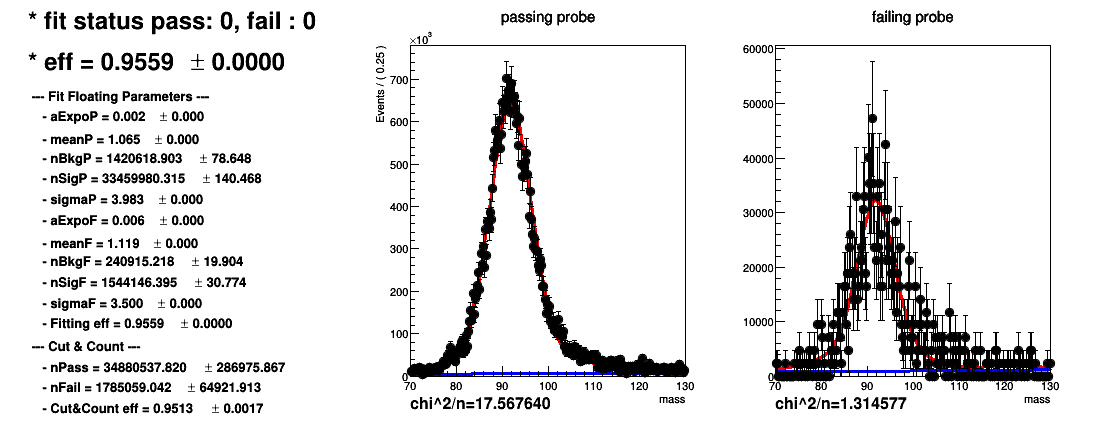 * fit status pass: 0, fail : 0
* eff = 0.9559 ± 0.0000
--- Fit Floating Parameters ---
- aExpoP = 0.002 ± 0.000
- meanP = 1.065 ± 0.000
- nBkgP = 1420618.903 ± 78.648
- nSigP = 33459980.315 ± 140.468
- sigmaP = 3.983 ± 0.000
- aExpoF = 0.006 ± 0.000
- meanF = 1.119 ± 0.000
- nBkgF = 240915.218 ± 19.904
- nSigF = 1544146.395 ± 30.774
- sigmaF = 3.500 ± 0.000
- Fitting eff = 0.9559 ± 0.0000
--- Cut & Count ---
- nPass = 34880537.820 ± 286975.867
- nFail = 1785059.042 ± 64921.913
- Cut&Count eff = 0.9513 ± 0.0017
passing probe
×10³
Events / ( 0.25 )
700
600
500
400
300
200
100
0
70 80 90 100 110 120 130
mass
chi^2/n=17.567640
failing probe
60000
50000
40000
30000
20000
10000
0
70 80 90 100 110 120 130
mass
chi^2/n=1.314577